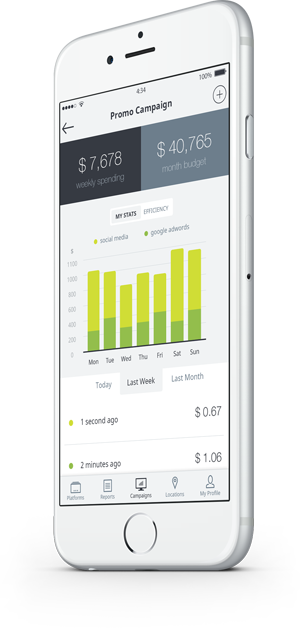 4:34
100%
Promo Campaign
$ 7,678
weekly spending
$ 40,765
month budget
MY STATS EFFICIENCY
social media google adwords
$
1100
1000
800
600
400
200
0
Mon Tue Wed Thu Fri Sat Sun
Today Last Week Last Month
1 second ago $ 0.67
2 minutes ago $ 1.06
Platforms Reports Campaigns Locations My Profile